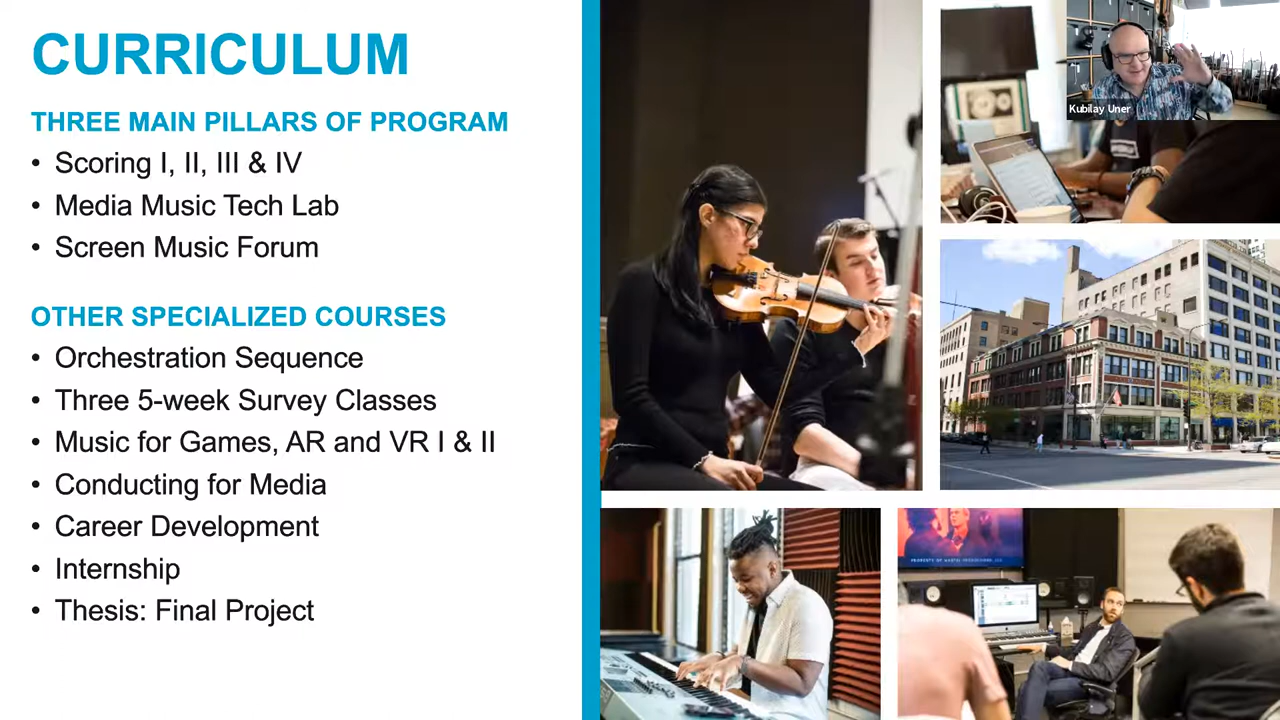 CURRICULUM
THREE MAIN PILLARS OF PROGRAM
• Scoring I, II, III & IV
• Media Music Tech Lab
• Screen Music Forum
OTHER SPECIALIZED COURSES
• Orchestration Sequence
• Three 5-week Survey Classes
• Music for Games, AR and VR I & II
• Conducting for Media
• Career Development
• Internship
• Thesis: Final Project
Kubilay Uner